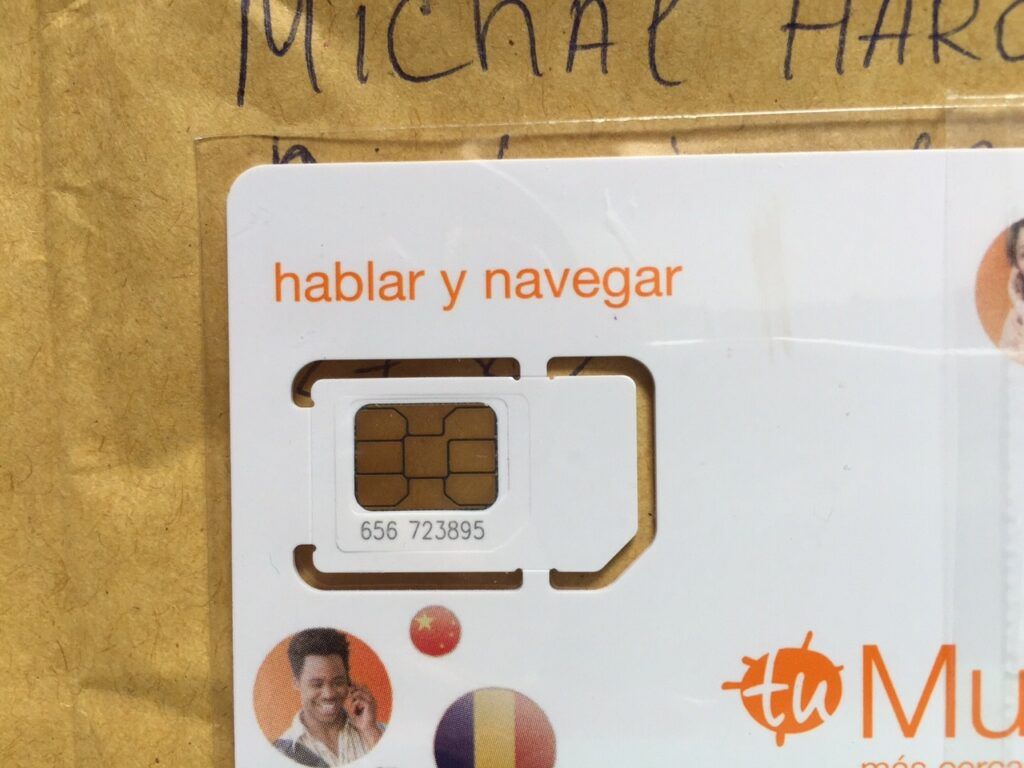 MIChAL
hablar y navegar
656 723895
tu